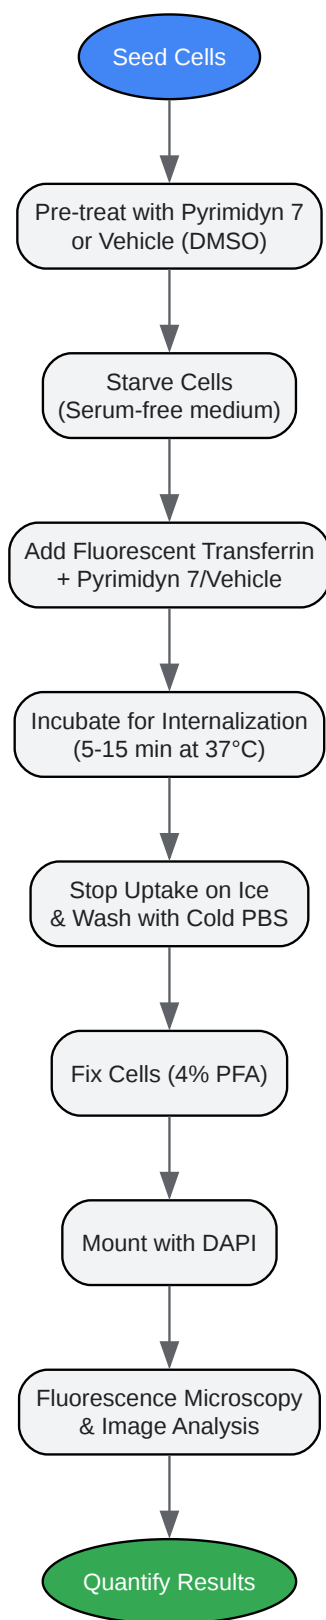 Seed Cells
Pre-treat with Pyrimidyn 7
or Vehicle (DMSO)
Starve Cells
(Serum-free medium)
Add Fluorescent Transferrin
+ Pyrimidyn 7/Vehicle
Incubate for Internalization
(5-15 min at 37°C)
Stop Uptake on Ice
& Wash with Cold PBS
Fix Cells (4% PFA)
Mount with DAPI
Fluorescence Microscopy
& Image Analysis
Quantify Results